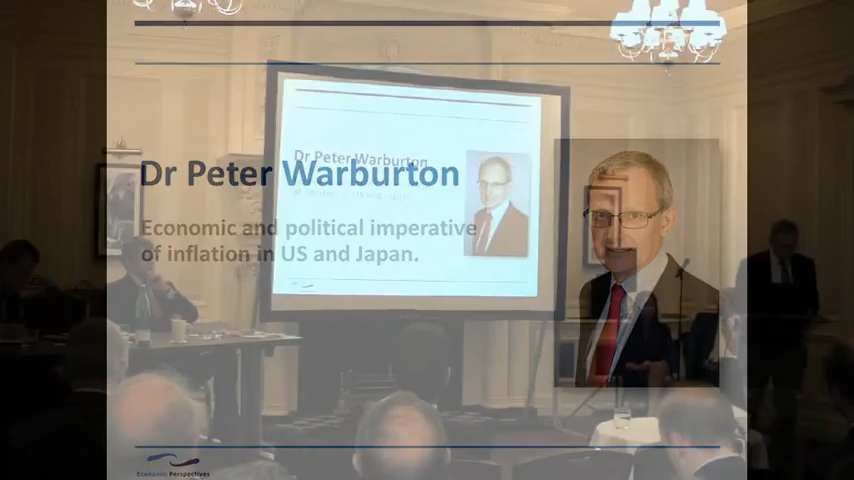 Dr Peter Warburton
Economic and political imperative
of inflation in US and Japan.
Dr Peter Warburton
Economic Perspectives